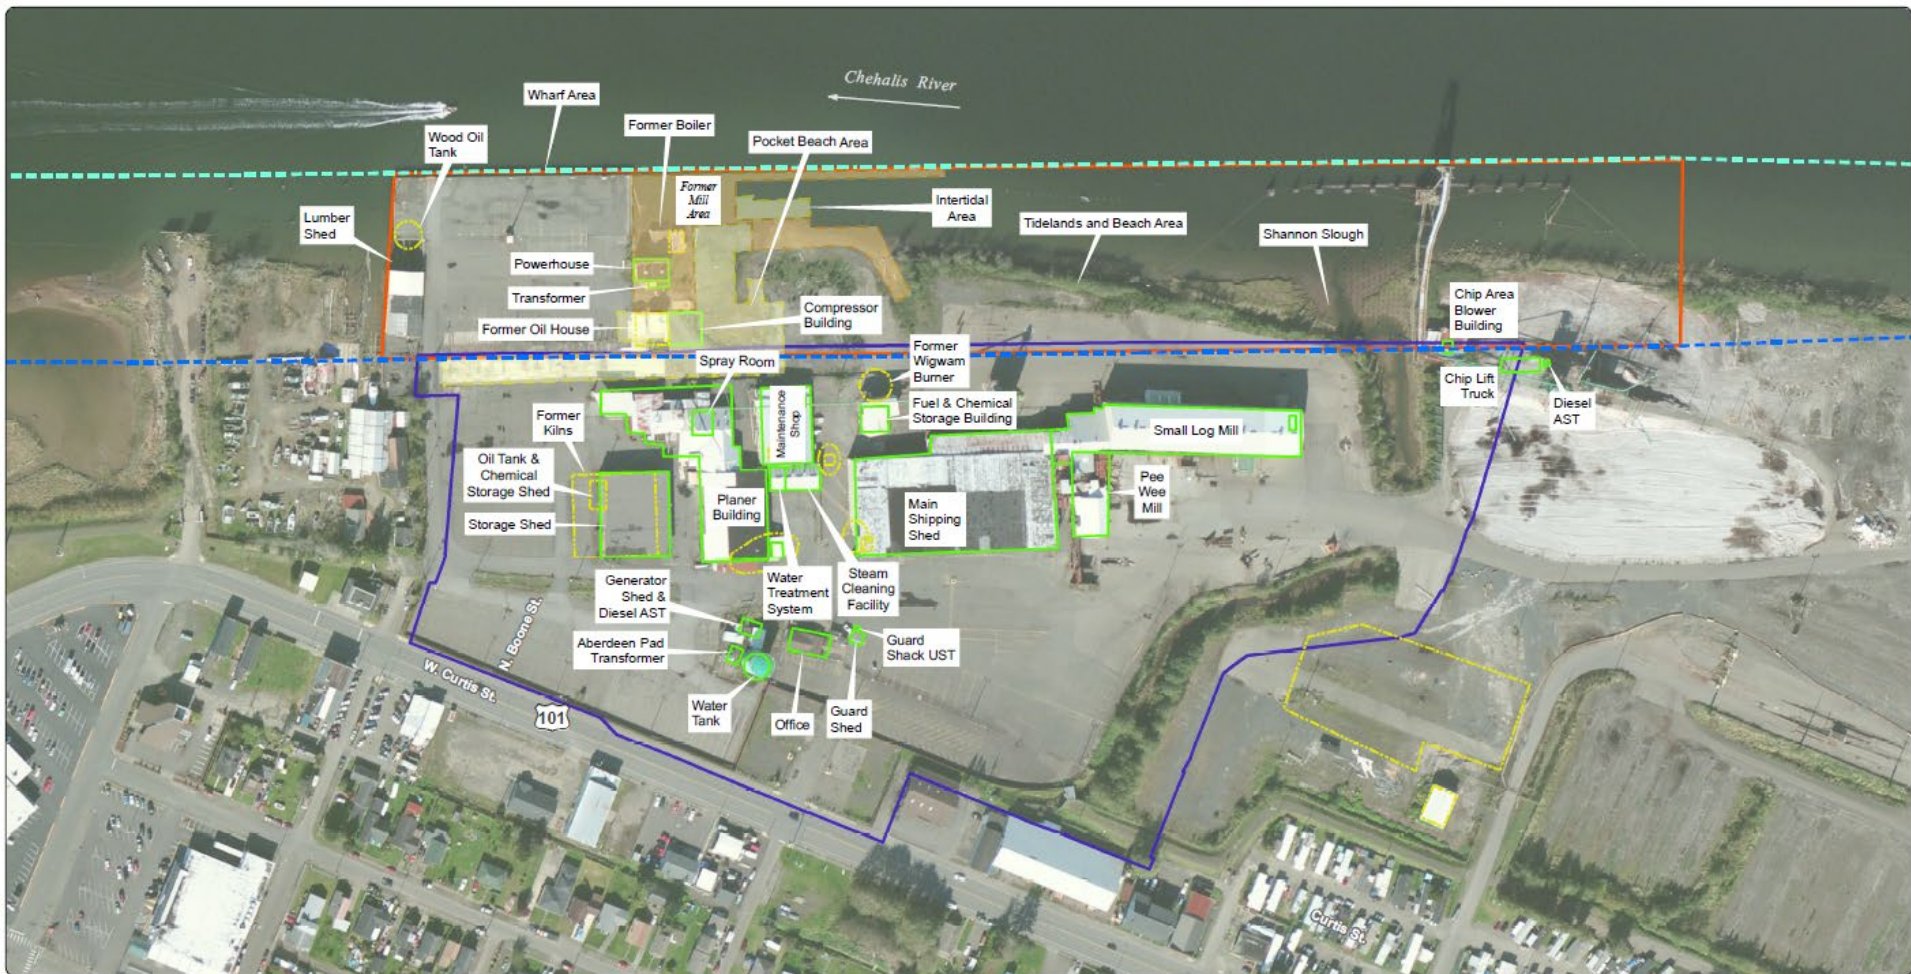 Chehalis River
Wharf Area
Former Boiler
Wood Oil
Tank
Pocket Beach Area
Former
Mill
Area
Intertidal
Area
Lumber
Shed
Tidelands and Beach Area
Shannon Slough
Powerhouse
Transformer
Chip Area
Blower
Building
Former Oil House
Compressor
Building
Former
Wigwam
Burner
Spray Room
Chip Lift
Truck
Diesel
AST
Former
Kilns
Maintenance
Shop
Fuel & Chemical
Storage Building
Small Log Mill
Oil Tank &
Chemical
Storage Shed
Storage Shed
Planer
Building
Main
Shipping
Shed
Pee
Wee
Mill
Generator
Shed &
Diesel AST
Water
Treatment
System
Steam
Cleaning
Facility
Aberdeen Pad
Transformer
Guard
Shack UST
Water
Tank
Office
Guard
Shed
N. Boone St.
W. Curtis St.
101
Curtis St.